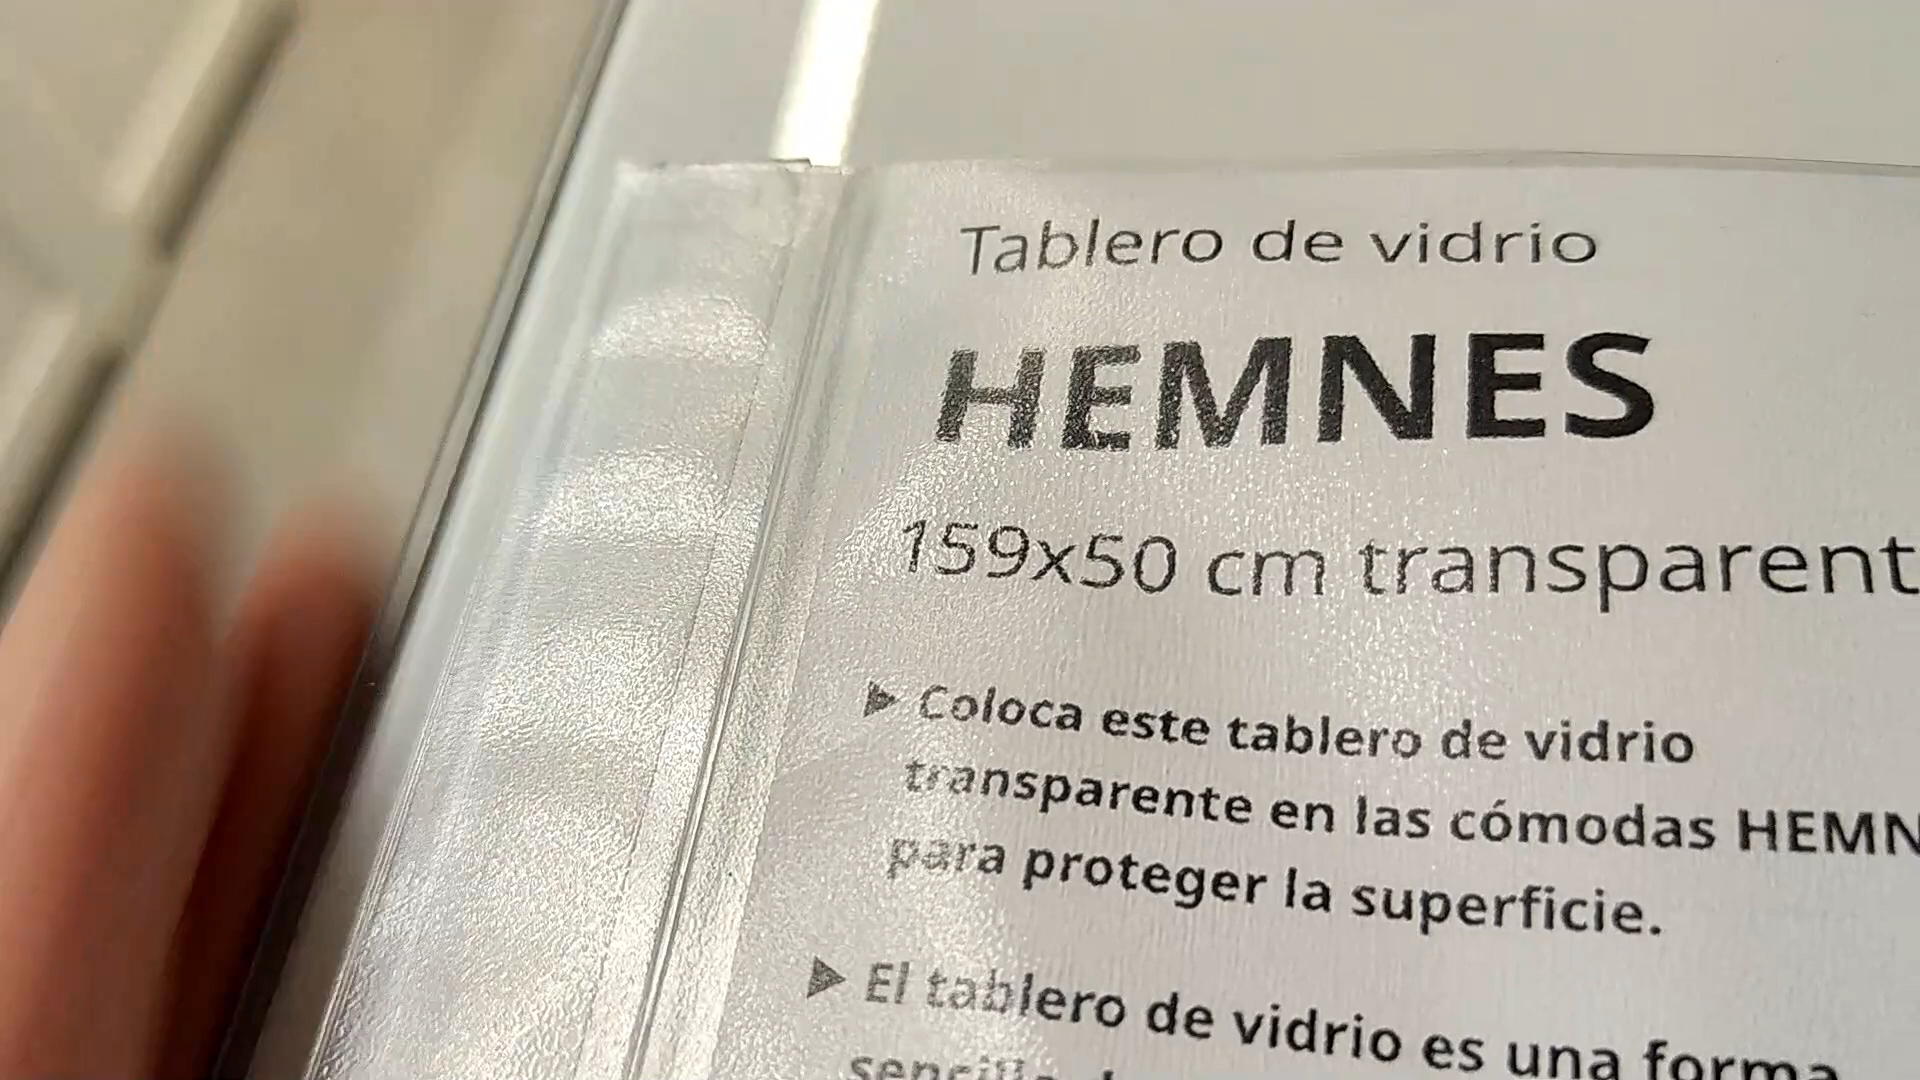 Tablero de vidrio
HEMNES
159x50 cm transparent
▶ Coloca este tablero de vidrio
transparente en las cómodas HEMN
para proteger la superficie.
▶ El tablero de vidrio es una forma